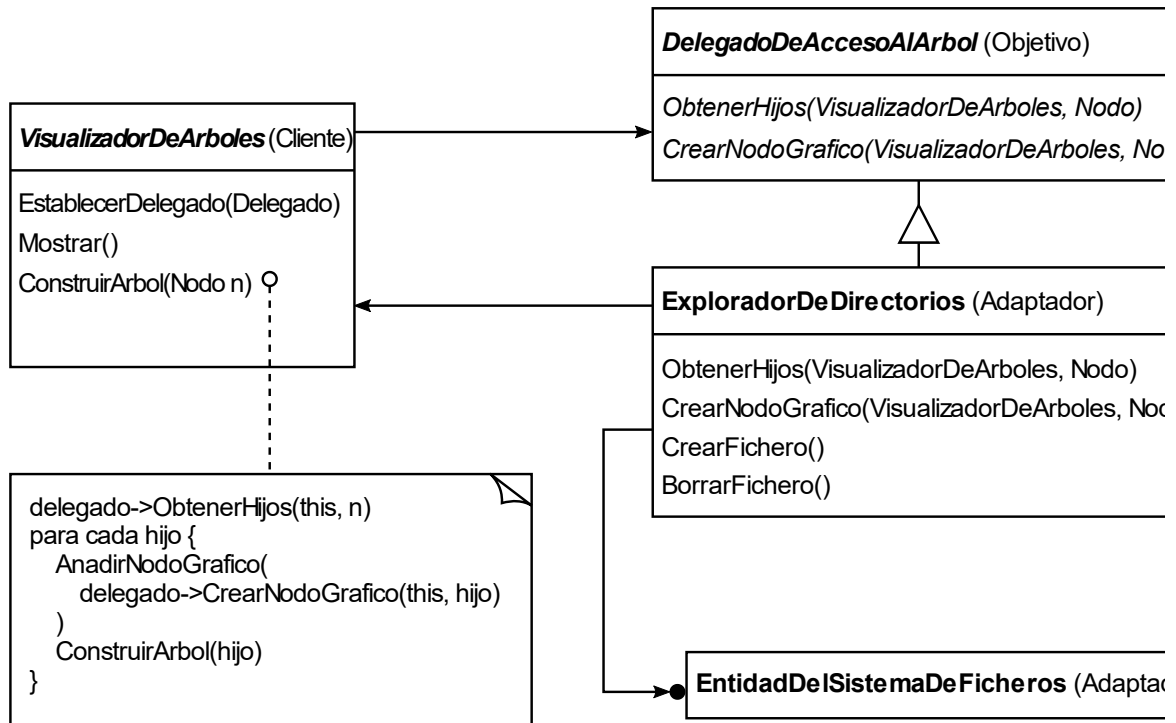 DelegadoDeAccesoAlArbol (Objetivo)
ObtenerHijos(VisualizadorDeArboles, Nodo)
CrearNodoGrafico(VisualizadorDeArboles, No
VisualizadorDeArboles (Cliente)
EstablecerDelegado(Delegado)
Mostrar()
ConstruirArbol(Nodo n)
ExploradorDeDirectorios (Adaptador)
ObtenerHijos(VisualizadorDeArboles, Nodo)
CrearNodoGrafico(VisualizadorDeArboles, Nod
CrearFichero()
BorrarFichero()
delegado->ObtenerHijos(this, n)
para cada hijo {
AnadirNodoGrafico(
delegado->CrearNodoGrafico(this, hijo)
)
ConstruirArbol(hijo)
}
EntidadDelSistemaDeFicheros (Adaptad